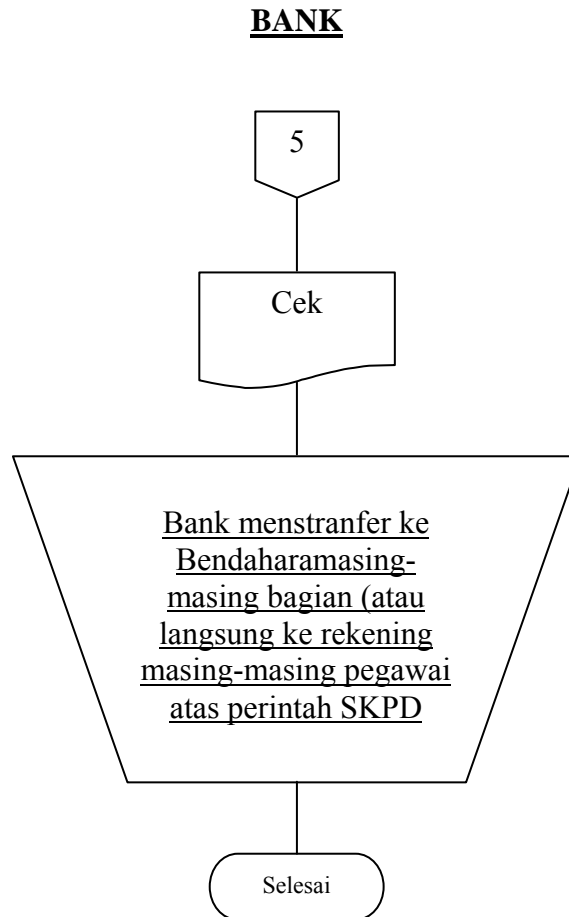 BANK
5
Cek
Bank menstranfer ke
Bendaharamasing-
masing bagian (atau
langsung ke rekening
masing-masing pegawai
atas perintah SKPD
Selesai